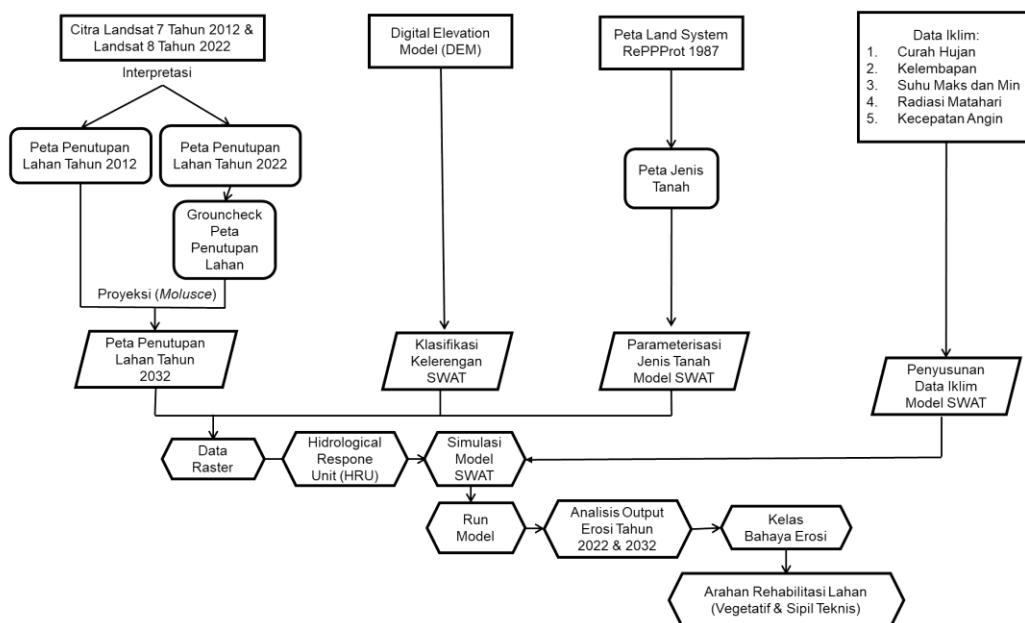 Citra Landsat 7 Tahun 2012 &
Landsat 8 Tahun 2022
Interpretasi
Peta Penutupan
Lahan Tahun 2012
Peta Penutupan
Lahan Tahun 2022
Grouncheck
Peta
Penutupan
Lahan
Proyeksi (Molusce)
Peta Penutupan
Lahan Tahun
2032
Digital Elevation
Model (DEM)
Klasifikasi
Kelerengan
SWAT
Peta Land System
RePPProt 1987
Peta Jenis
Tanah
Parameterisasi
Jenis Tanah
Model SWAT
Data Iklim:
1. Curah Hujan
2. Kelembapan
3. Suhu Maks dan Min
4. Radiasi Matahari
5. Kecepatan Angin
Penyusunan
Data Iklim
Model SWAT
Data
Raster
Hidrological
Respone
Unit (HRU)
Simulasi
Model
SWAT
Run
Model
Analisis Output
Erosi Tahun
2022 & 2032
Kelas
Bahaya Erosi
Arahan Rehabilitasi Lahan
(Vegetatif & Sipil Teknis)